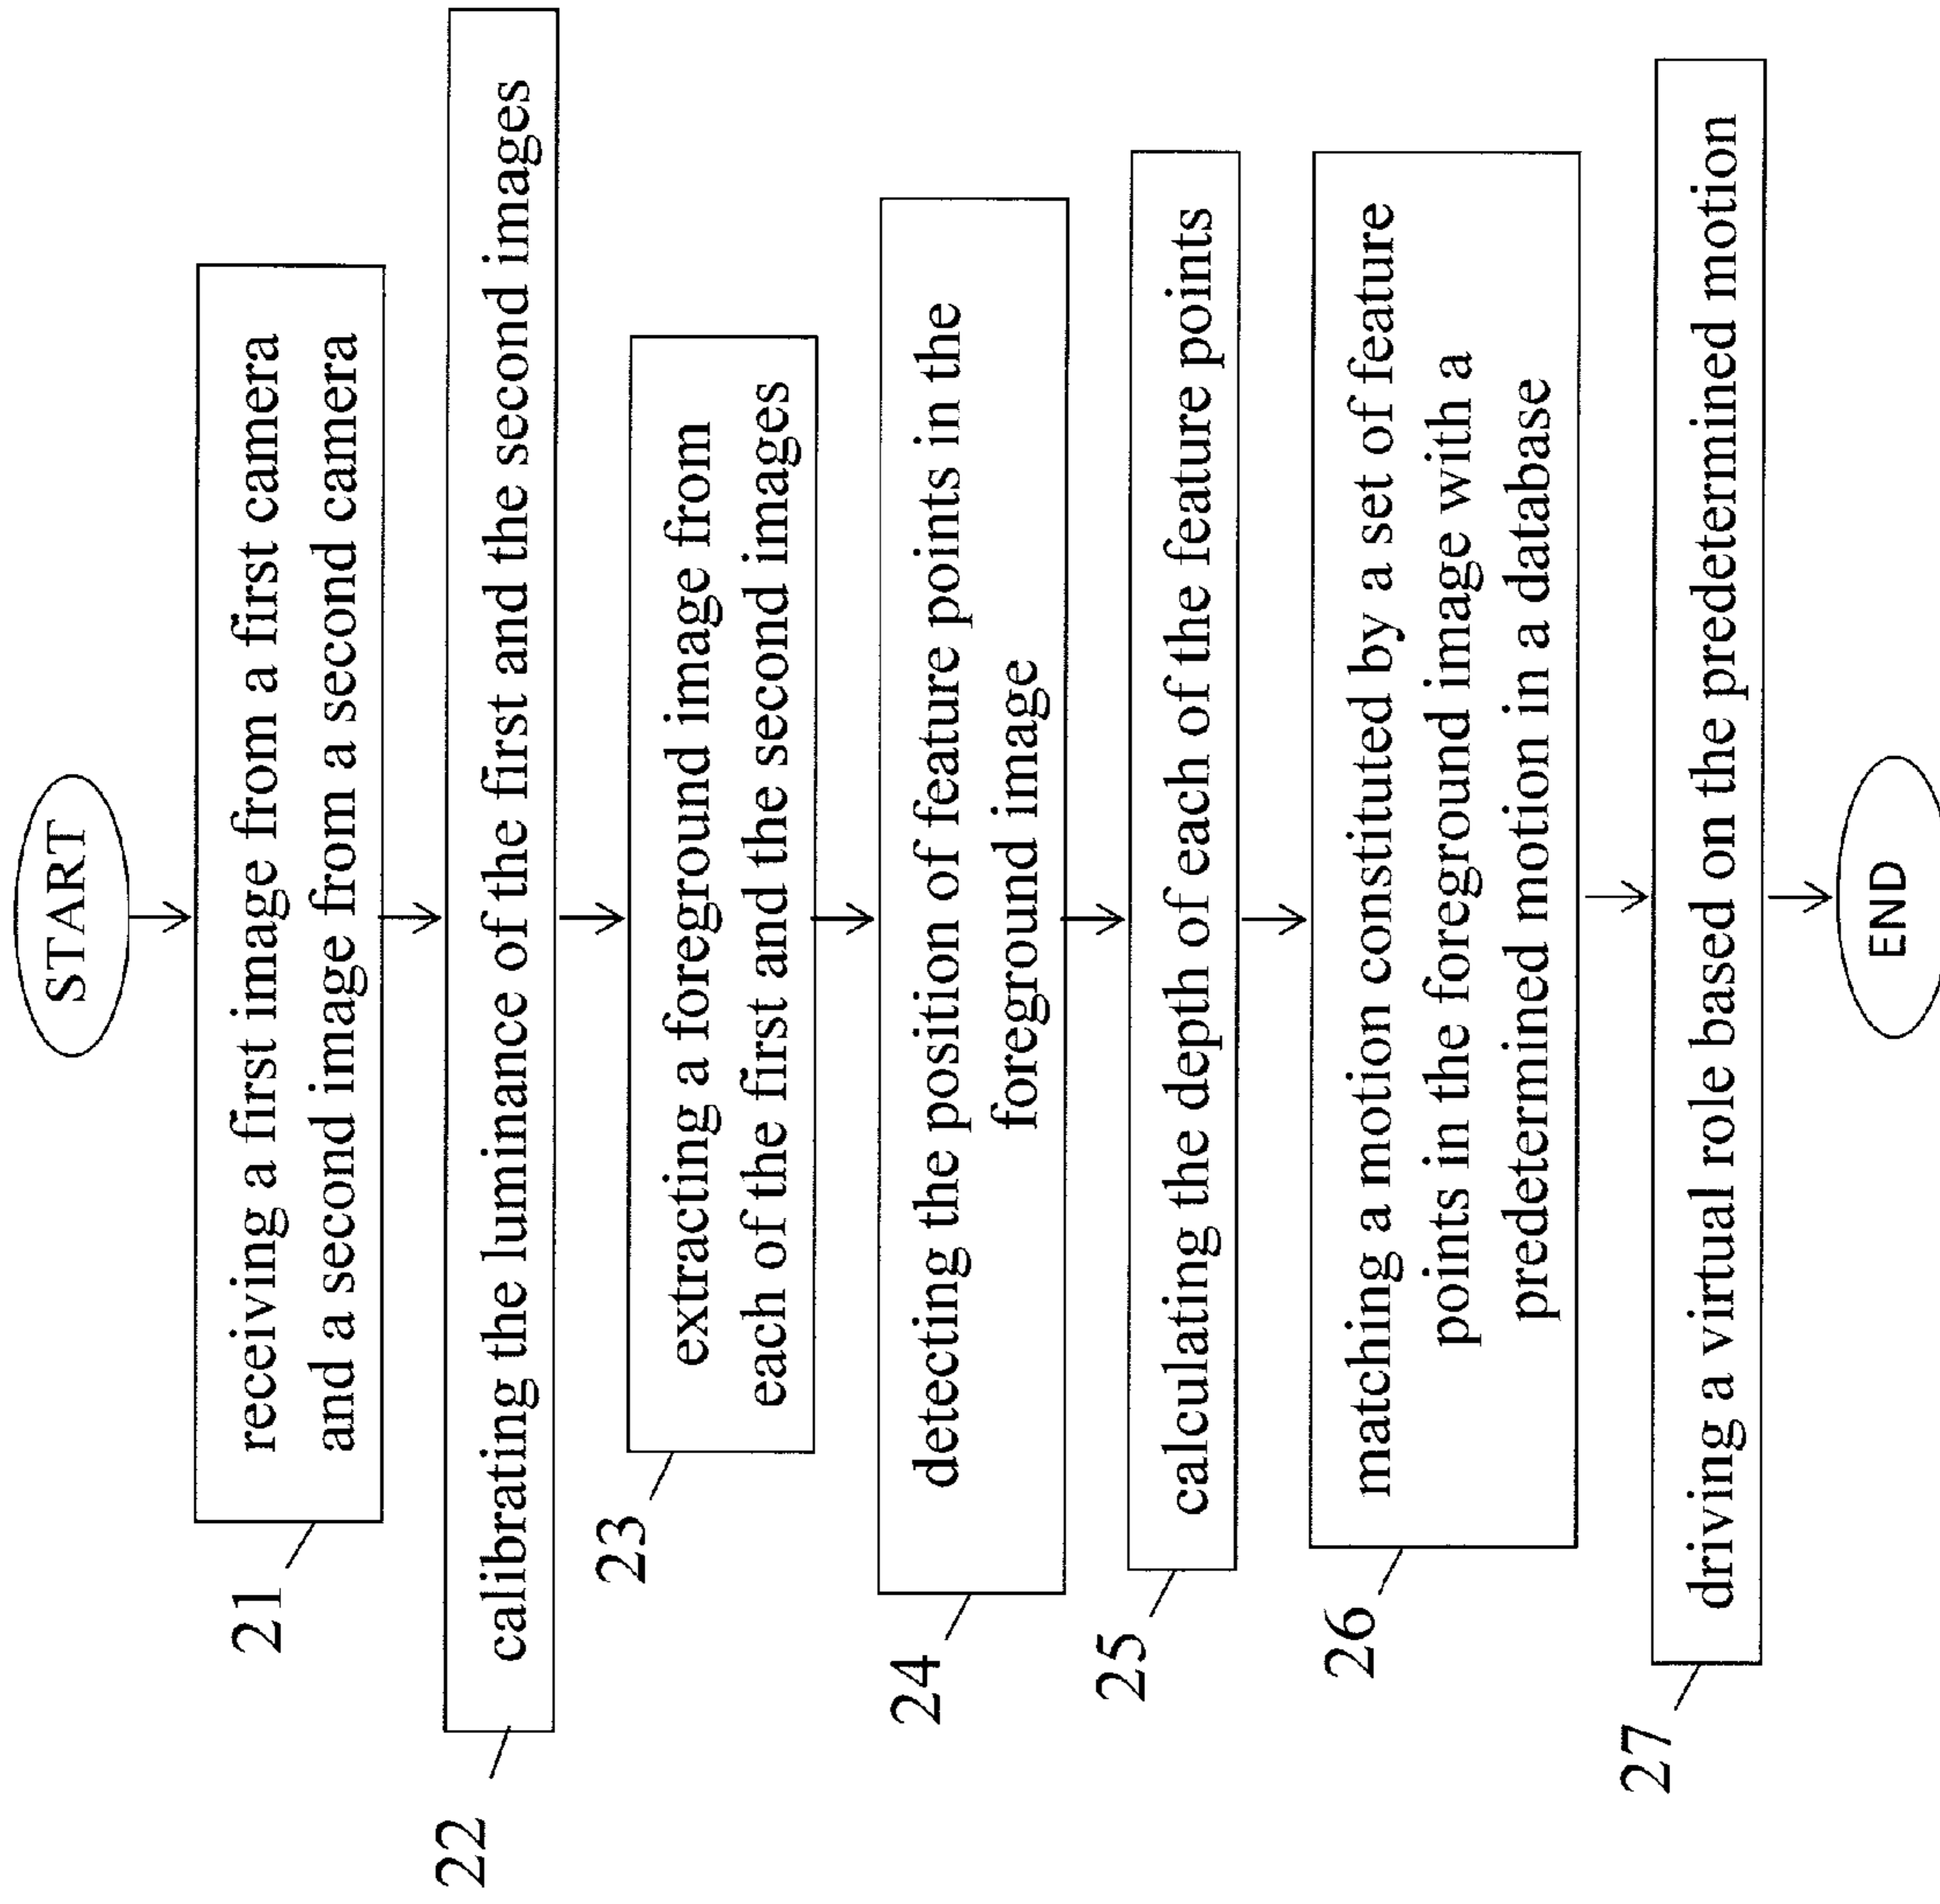 START
receiving a first image from a first camera
and a second image from a second camera
21
calibrating the luminance of the first and the second images
22
extracting a foreground image from
each of the first and the second images
23
detecting the position of feature points in the
foreground image
24
calculating the depth of each of the feature points
25
matching a motion constituted by a set of feature
points in the foreground image with a
predetermined motion in a database
26
driving a virtual role based on the predetermined motion
27
END